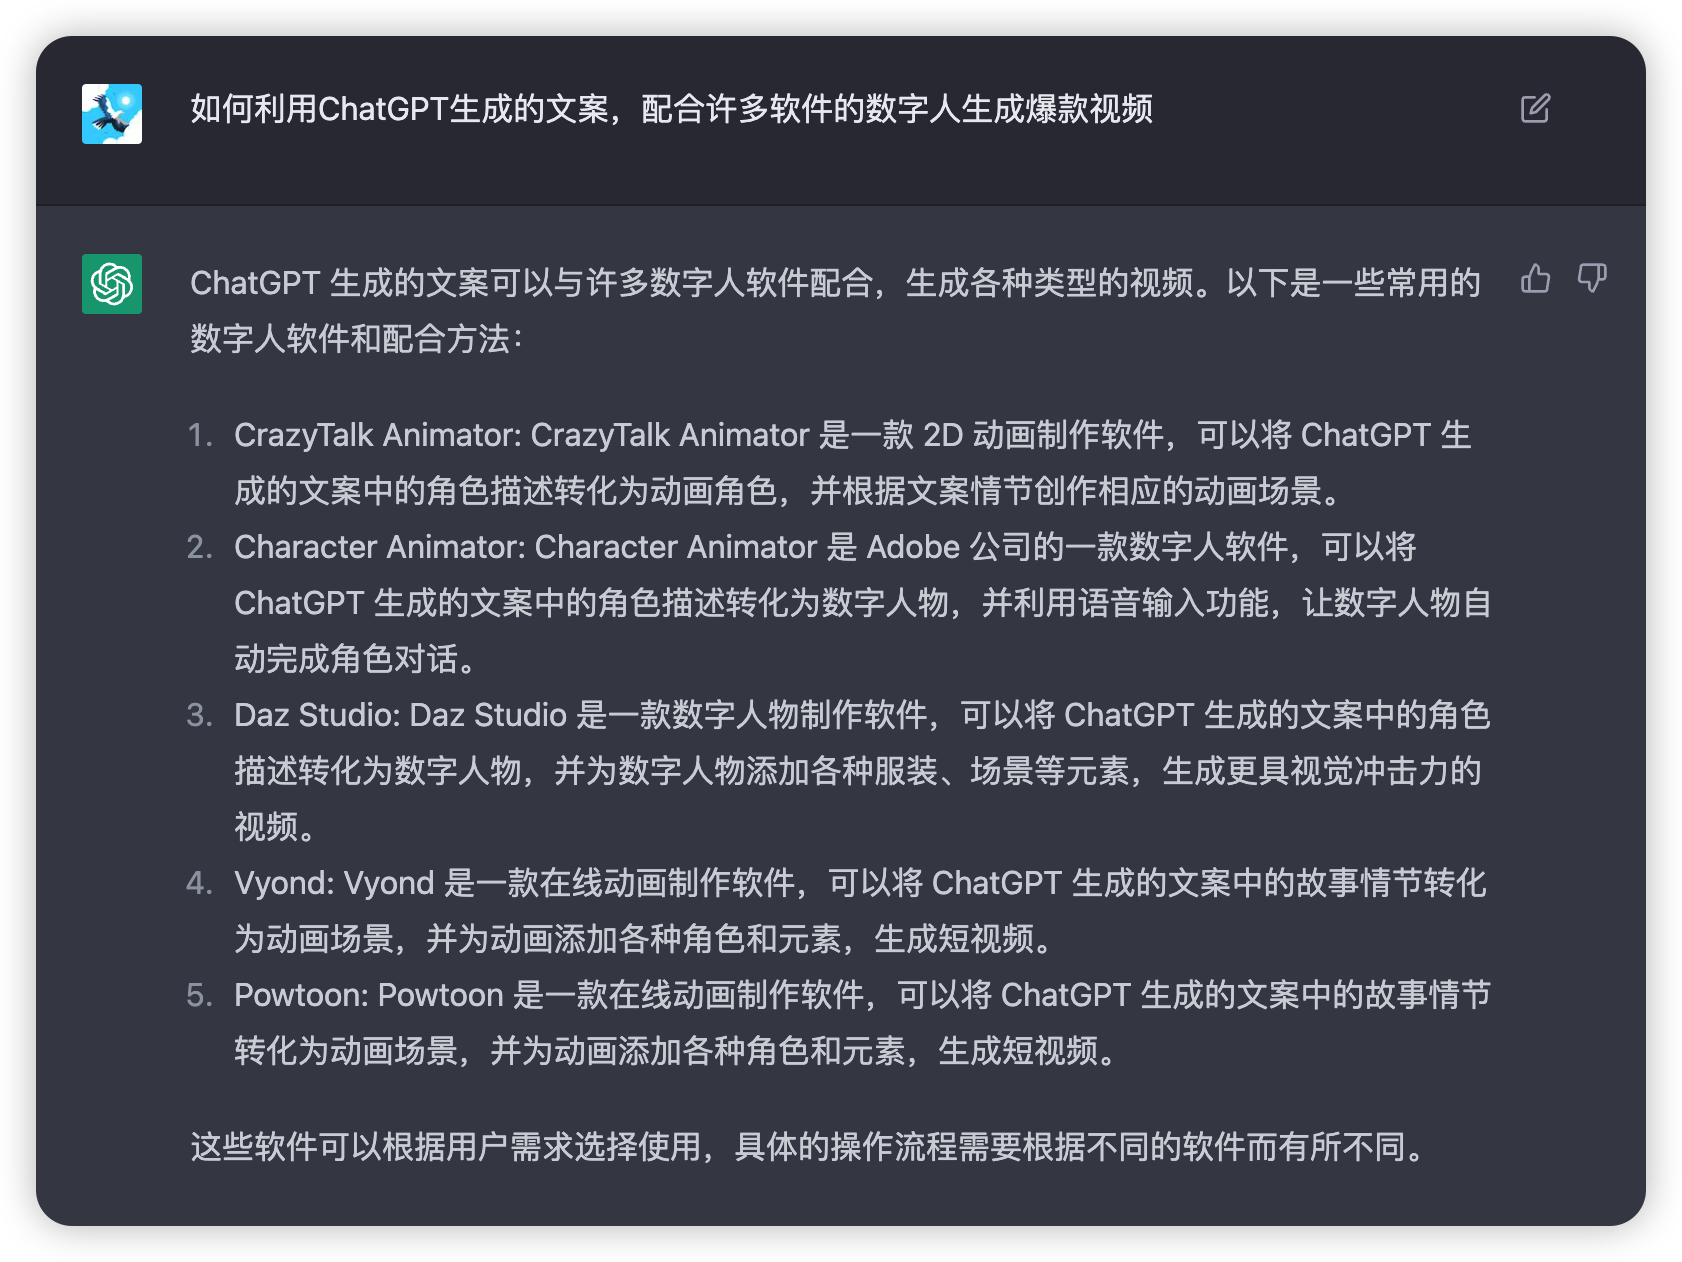 如何利用ChatGPT生成的文案，配合许多软件的数字人生成爆款视频
ChatGPT 生成的文案可以与许多数字人软件配合，生成各种类型的视频。以下是一些常用的
数字人软件和配合方法：
1. CrazyTalk Animator: CrazyTalk Animator 是一款 2D 动画制作软件，可以将 ChatGPT 生
成的文案中的角色描述转化为动画角色，并根据文案情节创作相应的动画场景。
2. Character Animator: Character Animator 是 Adobe 公司的一款数字人软件，可以将
ChatGPT 生成的文案中的角色描述转化为数字人物，并利用语音输入功能，让数字人物自
动完成角色对话。
3. Daz Studio: Daz Studio 是一款数字人物制作软件，可以将 ChatGPT 生成的文案中的角色
描述转化为数字人物，并为数字人物添加各种服装、场景等元素，生成更具视觉冲击力的
视频。
4. Vyond: Vyond 是一款在线动画制作软件，可以将 ChatGPT 生成的文案中的故事情节转化
为动画场景，并为动画添加各种角色和元素，生成短视频。
5. Powtoon: Powtoon 是一款在线动画制作软件，可以将 ChatGPT 生成的文案中的故事情节
转化为动画场景，并为动画添加各种角色和元素，生成短视频。
这些软件可以根据用户需求选择使用，具体的操作流程需要根据不同的软件而有所不同。